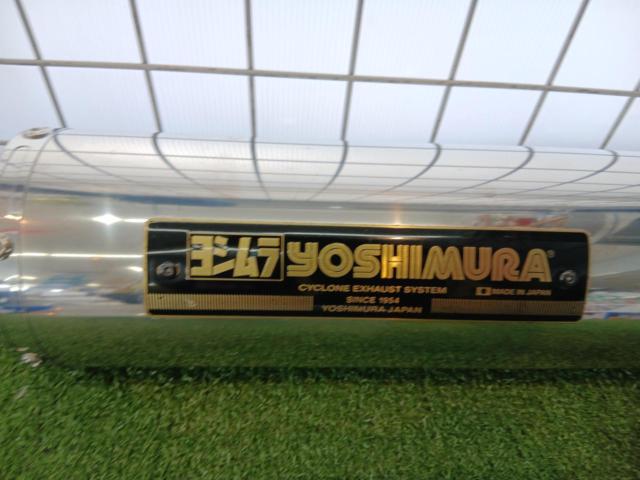 ヨシムラ YOSHIMURA®
CYCLONE EXHAUST SYSTEM MADE IN JAPAN
SINCE 1954
YOSHIMURA-JAPAN